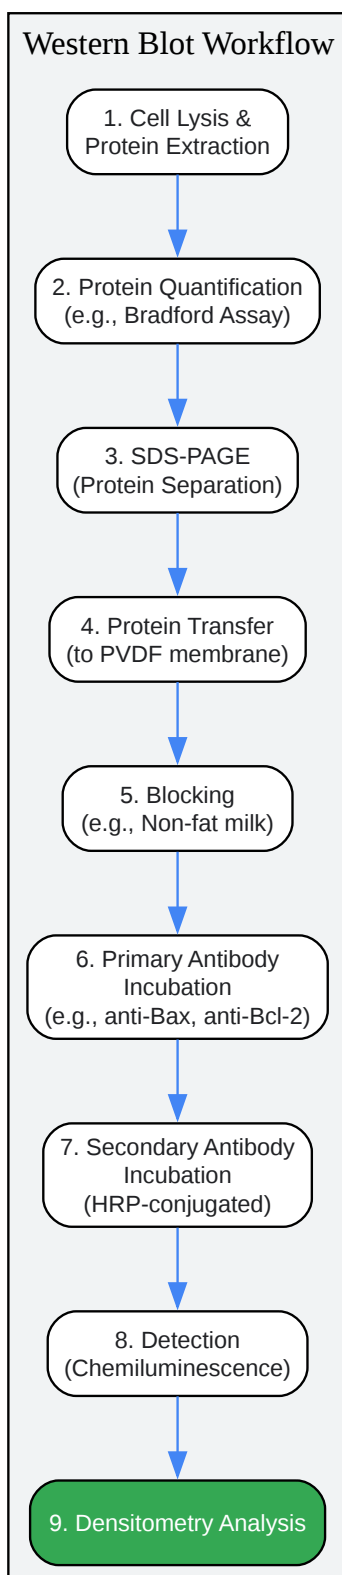 Western Blot Workflow
1. Cell Lysis &
Protein Extraction
2. Protein Quantification
(e.g., Bradford Assay)
3. SDS-PAGE
(Protein Separation)
4. Protein Transfer
(to PVDF membrane)
5. Blocking
(e.g., Non-fat milk)
6. Primary Antibody
Incubation
(e.g., anti-Bax, anti-Bcl-2)
7. Secondary Antibody
Incubation
(HRP-conjugated)
8. Detection
(Chemiluminescence)
9. Densitometry Analysis